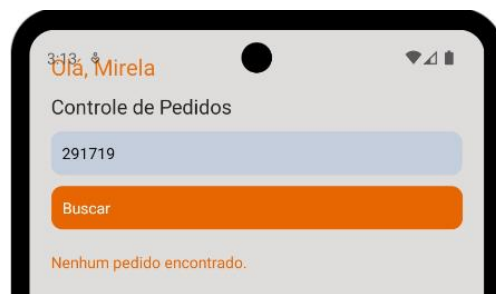 3:13
Olá, Mirela
Controle de Pedidos
291719
Buscar
Nenhum pedido encontrado.